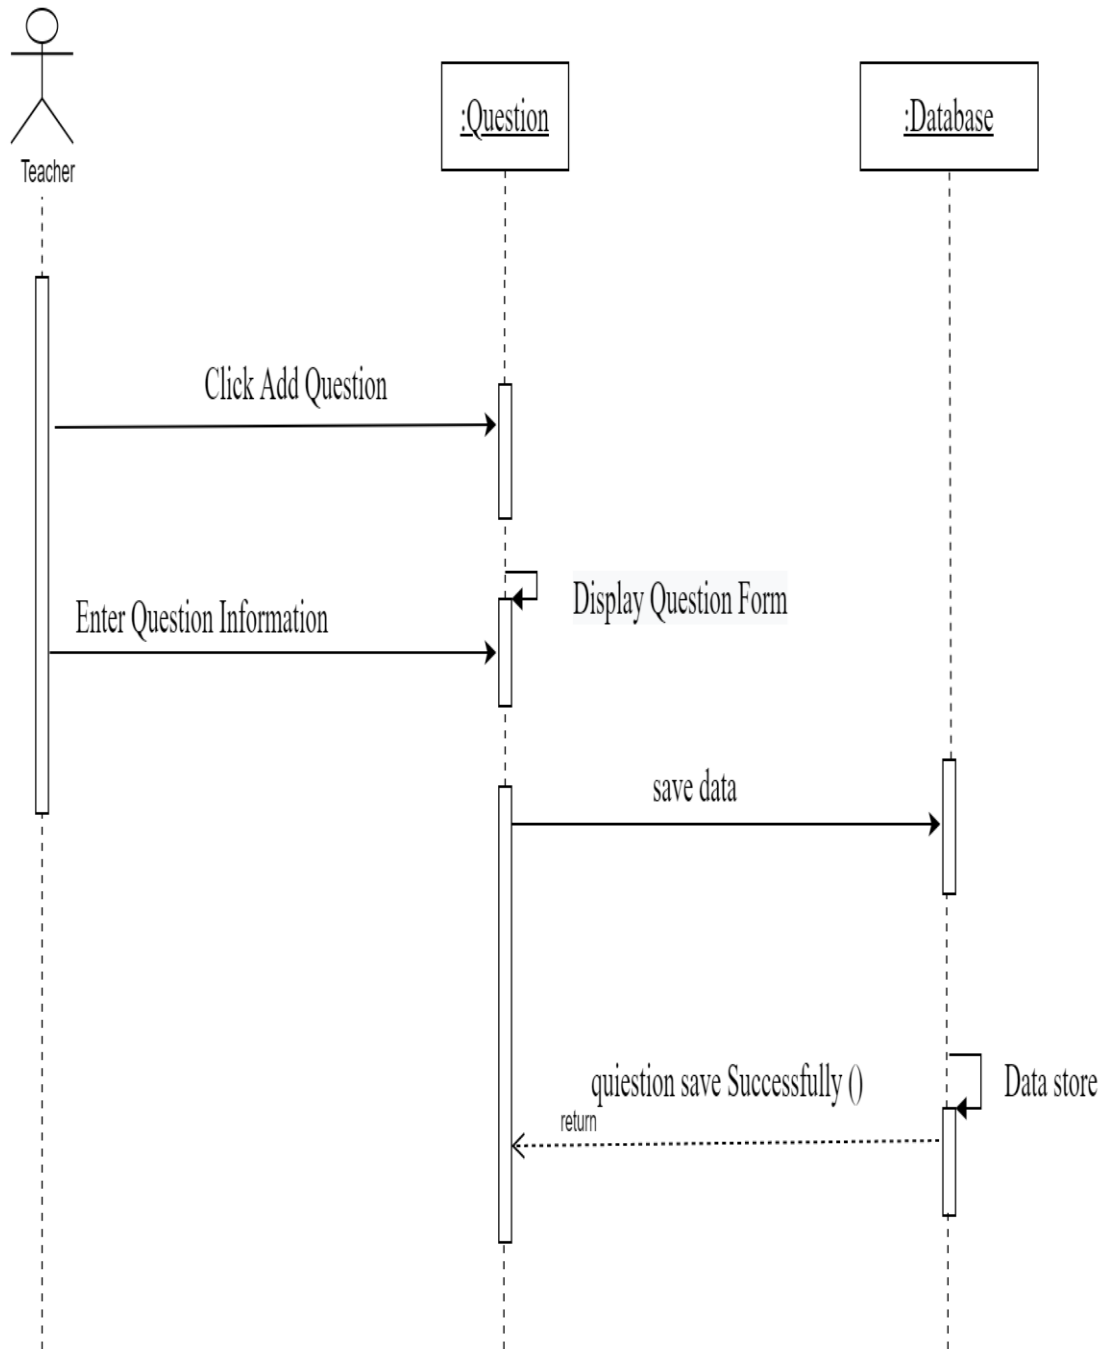 Teacher
:Question
:Database
Click Add Question
Display Question Form
Enter Question Information
save data
quiestion save Successfully ()
Data store
return